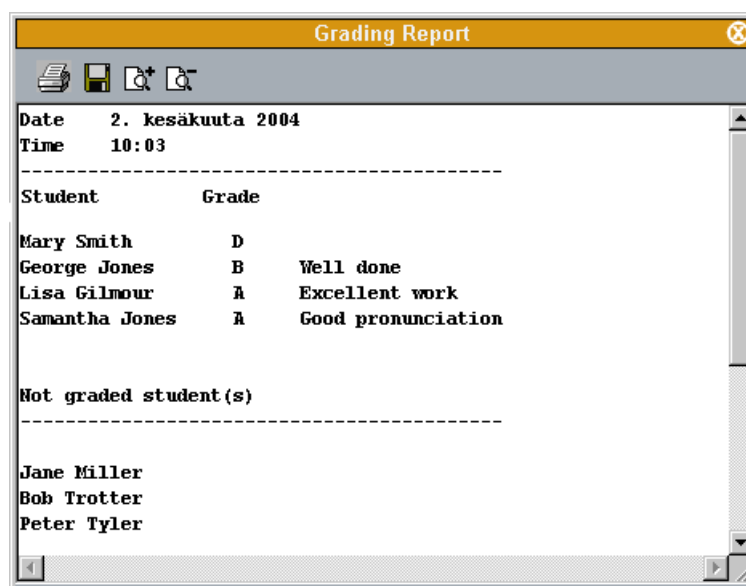 Grading Report
Date 2. kesäkuuta 2004
Time 10:03
-------------------------------------------
Student Grade
Mary Smith D
George Jones B Well done
Lisa Gilmour A Excellent work
Samantha Jones A Good pronunciation
Not graded student(s)
-------------------------------------------
Jane Miller
Bob Trotter
Peter Tyler